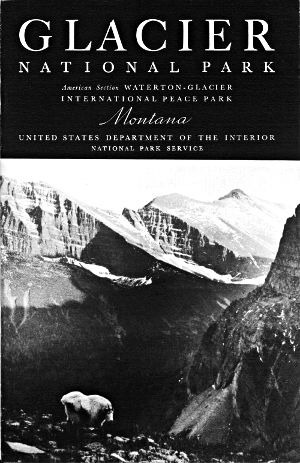 GLACIER
NATIONAL PARK
American Section WATERTON-GLACIER
INTERNATIONAL PEACE PARK
Montana
UNITED STATES DEPARTMENT OF THE INTERIOR
NATIONAL PARK SERVICE